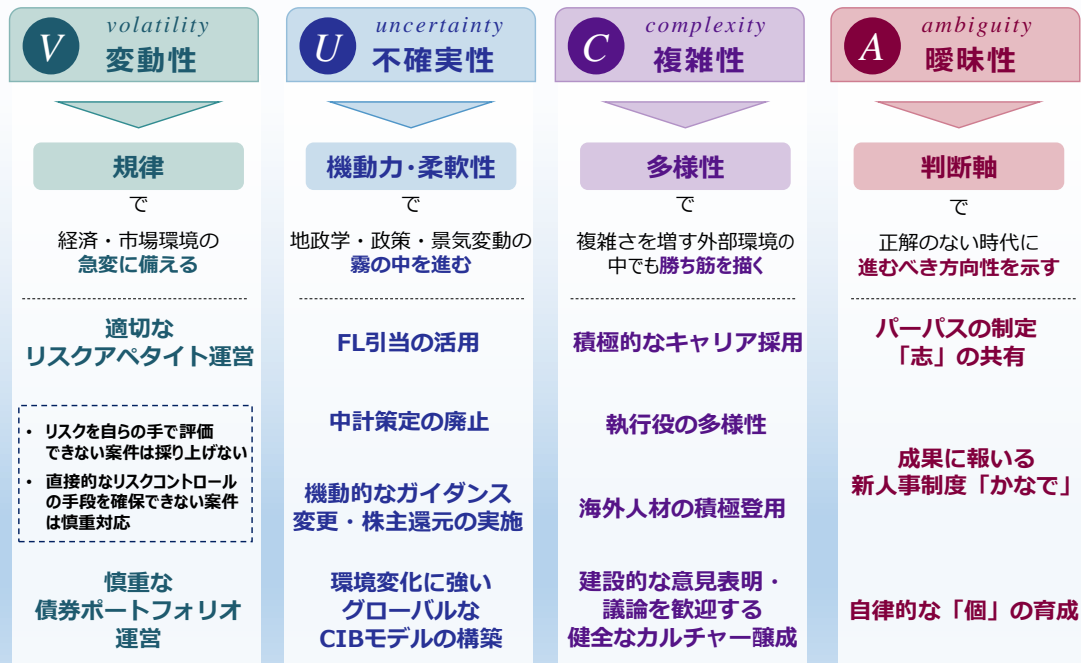 V
volatility
変動性
規律
で
経済・市場環境の
急変に備える
適切な
リスクアペタイト運営
• リスクを自らの手で評価
できない案件は採り上げない
• 直接的なリスクコントロール
の手段を確保できない案件
は慎重対応
慎重な
債券ポートフォリオ
運営
U
uncertainty
不確実性
機動力・柔軟性
で
地政学・政策・景気変動の
霧の中を進む
FL引当の活用
中計策定の廃止
機動的なガイダンス
変更・株主還元の実施
環境変化に強い
グローバルな
CIBモデルの構築
C
complexity
複雑性
多様性
で
複雑さを増す外部環境の
中でも勝ち筋を描く
積極的なキャリア採用
執行役の多様性
海外人材の積極登用
建設的な意見表明・
議論を歓迎する
健全なカルチャー醸成
A
ambiguity
曖昧性
判断軸
で
正解のない時代に
進むべき方向性を示す
パーパスの制定
「志」の共有
成果に報いる
新人事制度「かなで」
自律的な「個」の育成